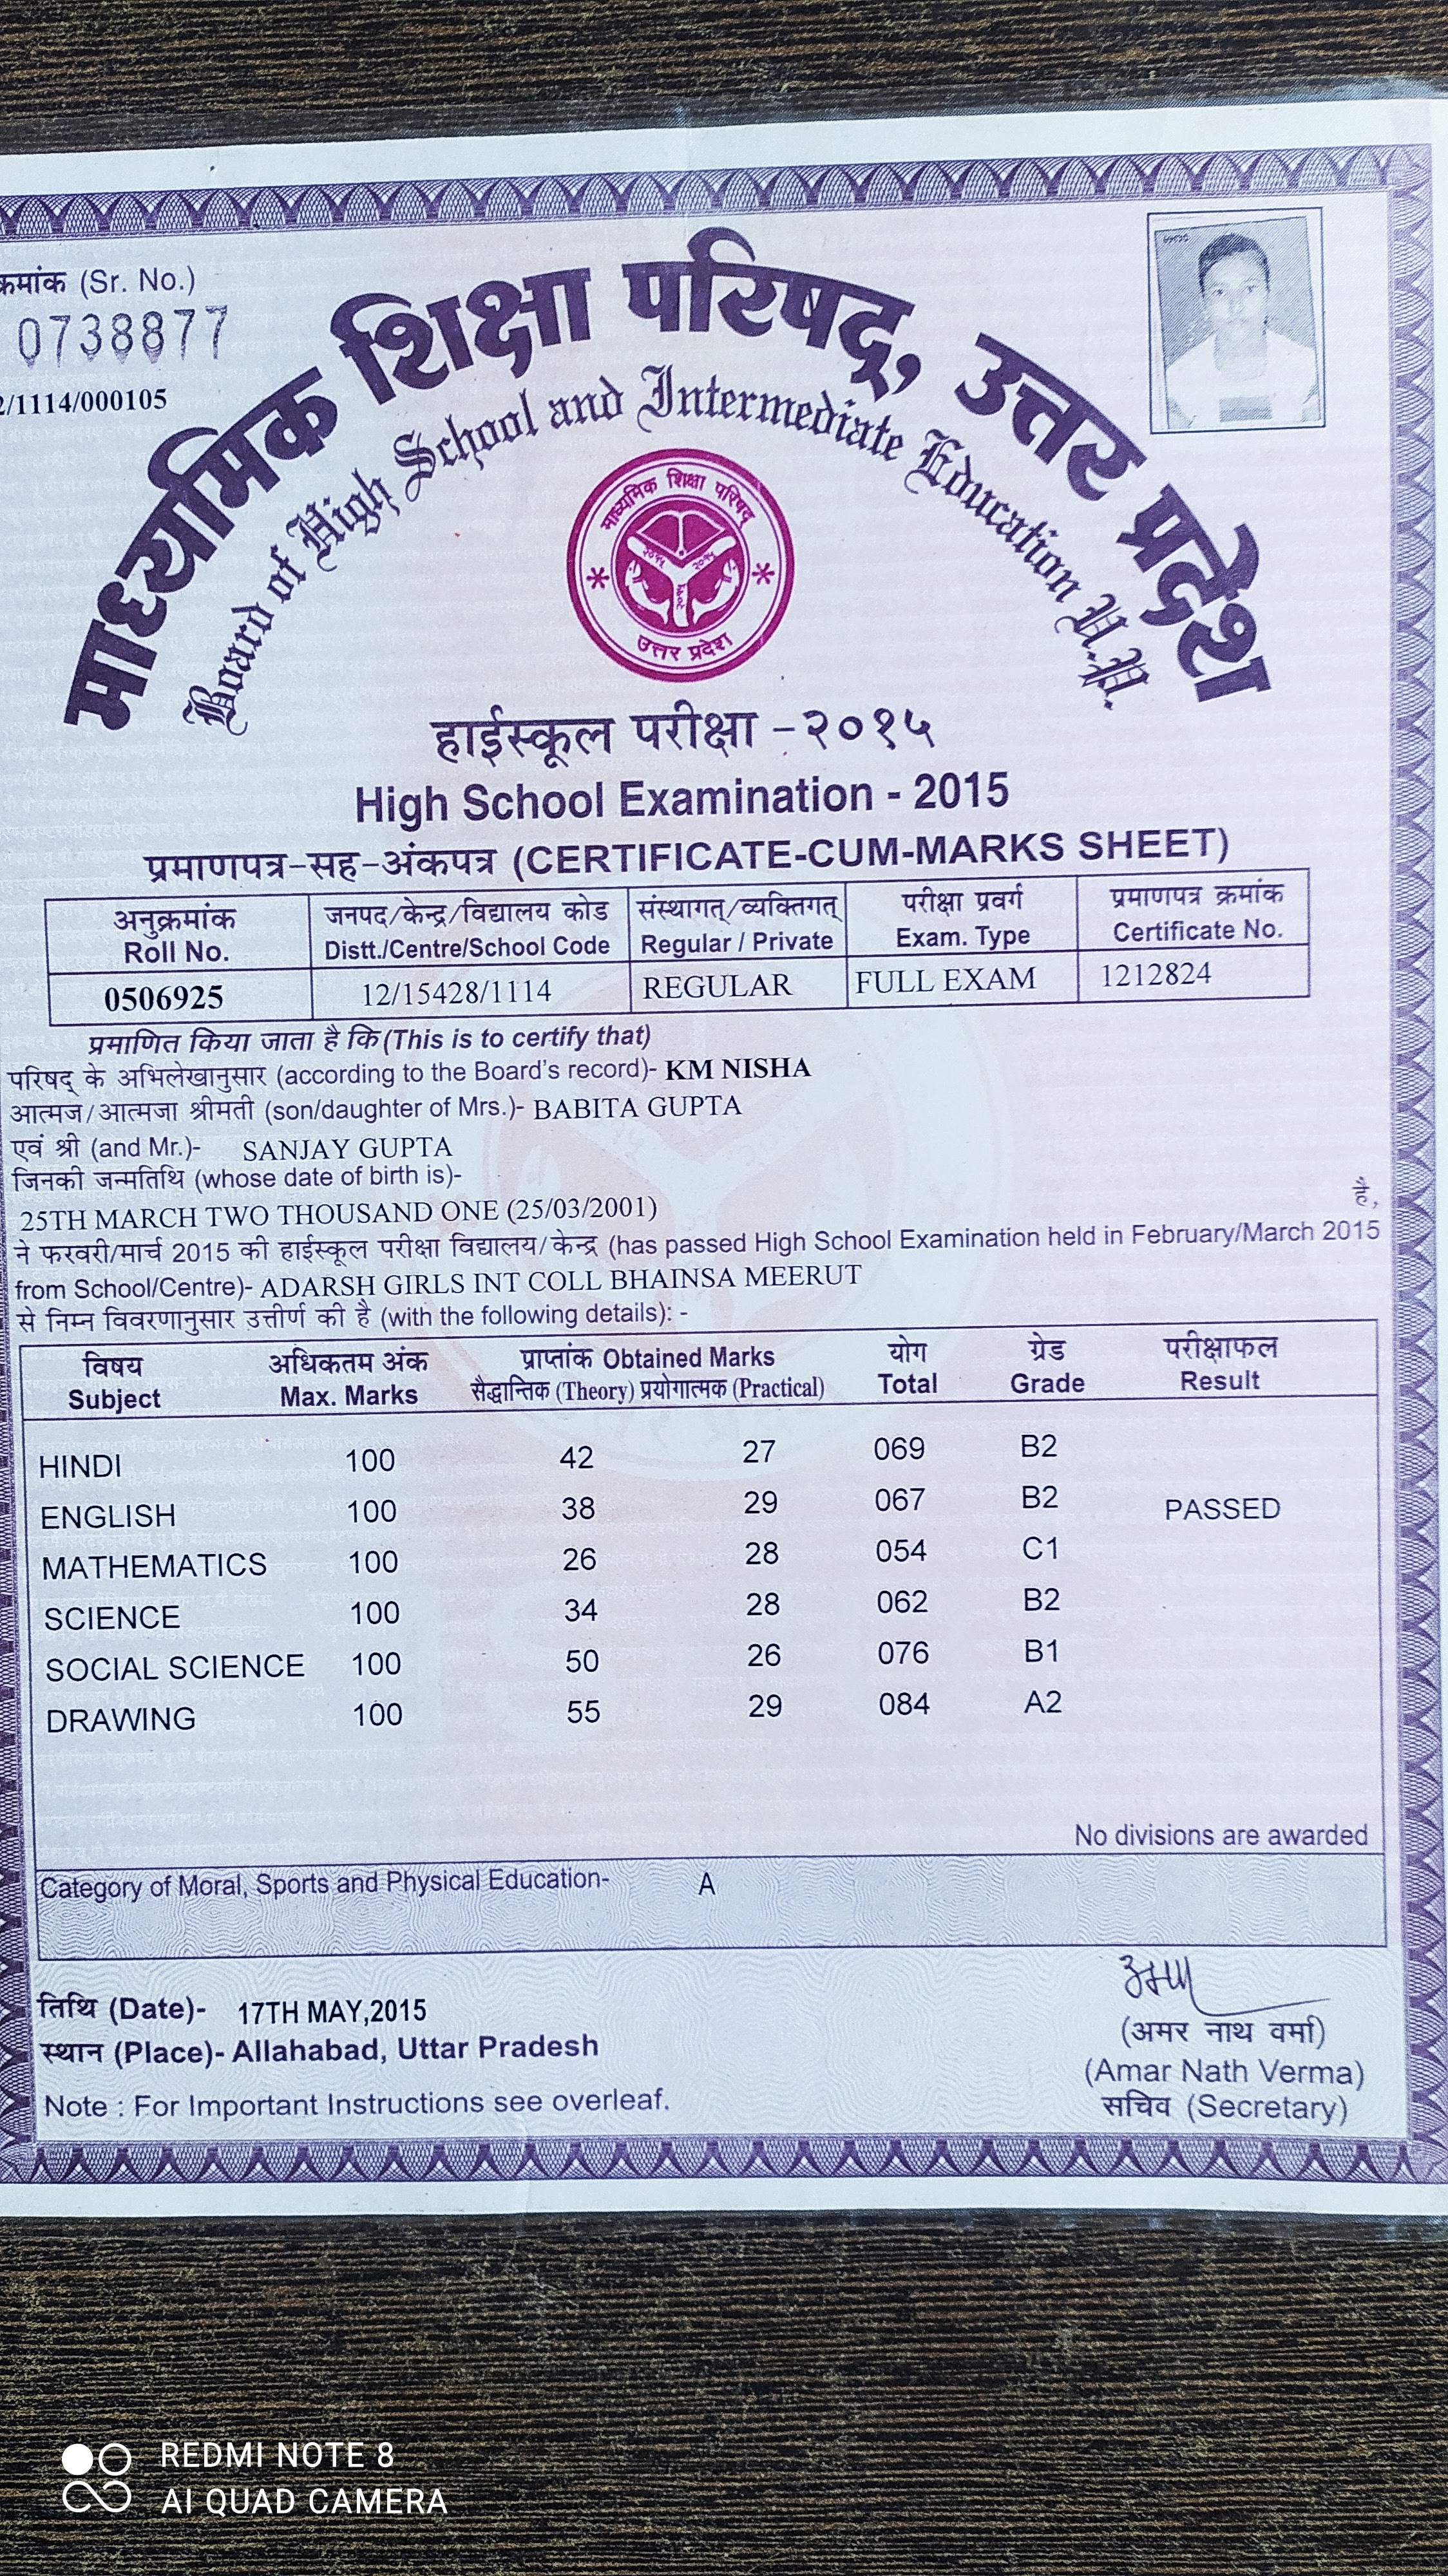 क्रमांक (Sr. No.)
0738877
2/1114/000105
माध्यमिक शिक्षा परिषद्, उत्तर प्रदेश
Board of High School and Intermediate Education U.P.
माध्यमिक शिक्षा परिषद्
उत्तर प्रदेश
हाईस्कूल परीक्षा -२०१५
High School Examination - 2015
प्रमाणपत्र-सह-अंकपत्र (CERTIFICATE-CUM-MARKS SHEET)
अनुक्रमांक जनपद/केन्द्र/विद्यालय कोड संस्थागत्/व्यक्तिगत् परीक्षा प्रवर्ग प्रमाणपत्र क्रमांक
Roll No. Distt./Centre/School Code Regular / Private Exam. Type Certificate No.
0506925 12/15428/1114 REGULAR FULL EXAM 1212824
प्रमाणित किया जाता है कि (This is to certify that)
परिषद् के अभिलेखानुसार (according to the Board's record)- KM NISHA
आत्मज/आत्मजा श्रीमती (son/daughter of Mrs.)- BABITA GUPTA
एवं श्री (and Mr.)- SANJAY GUPTA
जिनकी जन्मतिथि (whose date of birth is)-
25TH MARCH TWO THOUSAND ONE (25/03/2001) है,
ने फरवरी/मार्च 2015 की हाईस्कूल परीक्षा विद्यालय/केन्द्र (has passed High School Examination held in February/March 2015
from School/Centre)- ADARSH GIRLS INT COLL BHAINSA MEERUT
से निम्न विवरणानुसार उत्तीर्ण की है (with the following details): -
विषय अधिकतम अंक प्राप्तांक Obtained Marks योग ग्रेड परीक्षाफल
Subject Max. Marks सैद्धान्तिक (Theory) प्रयोगात्मक (Practical) Total Grade Result
HINDI 100 42 27 069 B2
ENGLISH 100 38 29 067 B2 PASSED
MATHEMATICS 100 26 28 054 C1
SCIENCE 100 34 28 062 B2
SOCIAL SCIENCE 100 50 26 076 B1
DRAWING 100 55 29 084 A2
No divisions are awarded
Category of Moral, Sports and Physical Education- A
तिथि (Date)- 17TH MAY,2015
स्थान (Place)- Allahabad, Uttar Pradesh
(अमर नाथ वर्मा)
(Amar Nath Verma)
सचिव (Secretary)
Note : For Important Instructions see overleaf.
REDMI NOTE 8
AI QUAD CAMERA